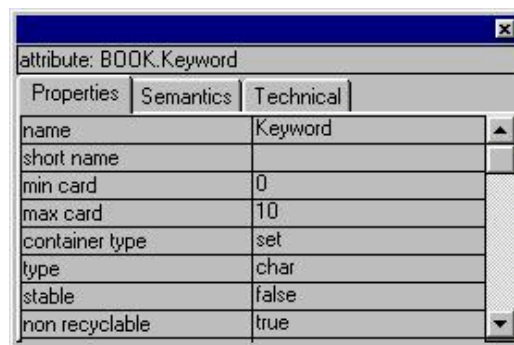 attribute: BOOK.Keyword
Properties Semantics Technical
name Keyword
short name
min card 0
max card 10
container type set
type char
stable false
non recyclable true